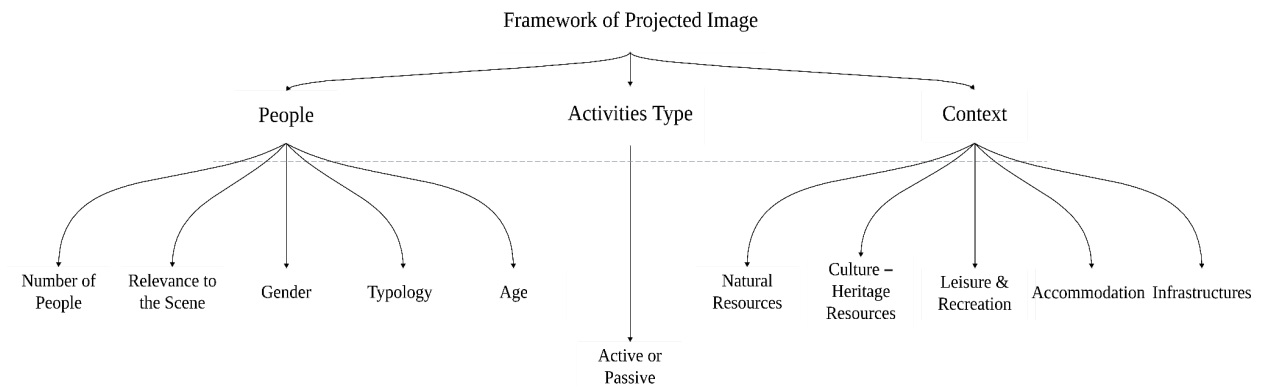 Framework of Projected Image
People
Activities Type
Context
Number of
People
Relevance to
the Scene
Gender
Typology
Age
Natural
Resources
Culture –
Heritage
Resources
Leisure &
Recreation
Accommodation
Infrastructures
Active or
Passive